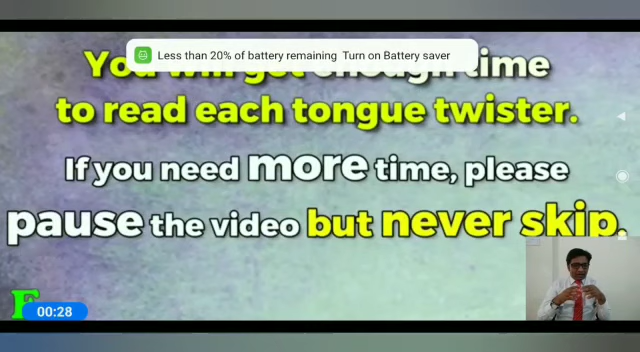 Less than 20% of battery remaining Turn on Battery saver
You will get enough time
to read each tongue twister.
If you need more time, please
pause the video but never skip.
F
00:28